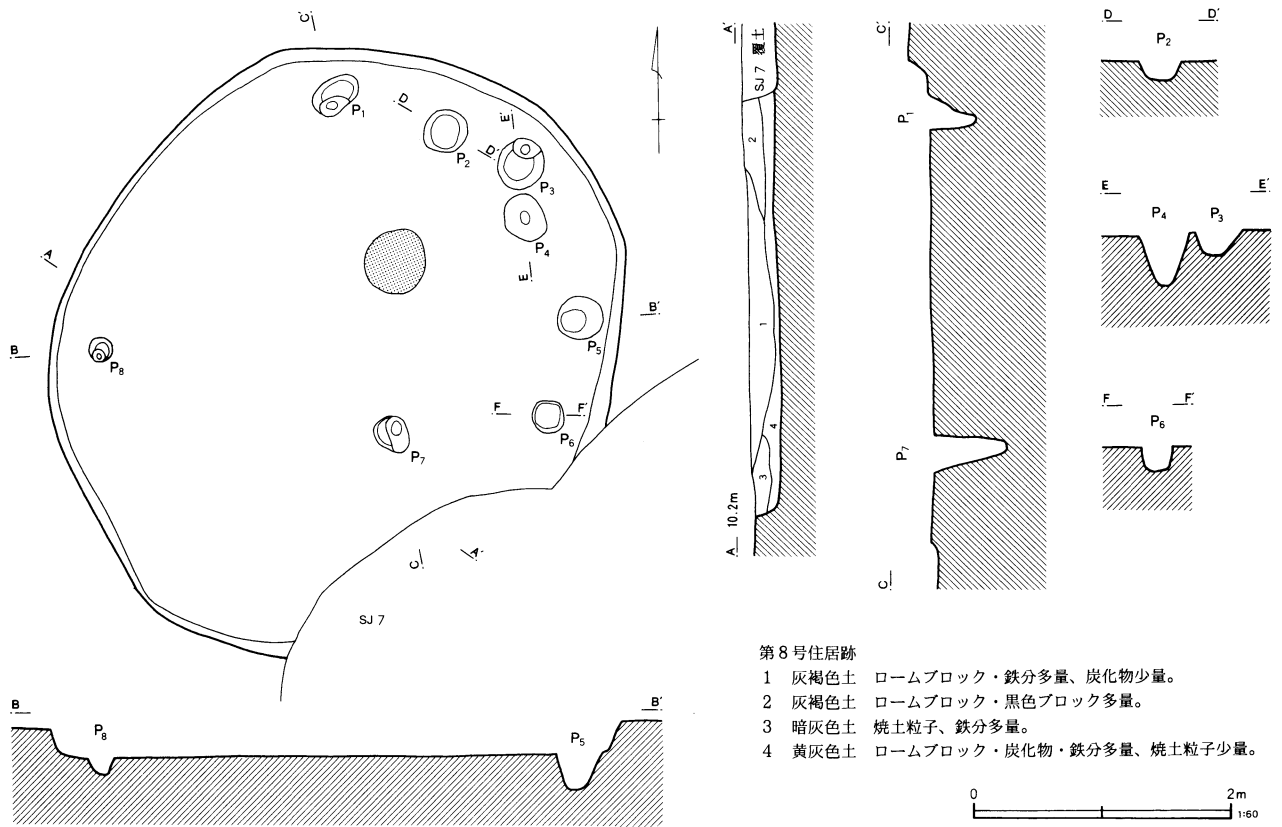 C′
P1
D
P2
D′
E′
P3
P4
E
A
B′
P5
B
P8
F
F′
P6
P7
C
A′
SJ 7
A′
SJ 7 覆土
2
1
4
3
A 10.2m
C′
P1
P7
C
D D′
P2
E E′
P4 P3
F F′
P6
B B′
P8 P5
第8号住居跡
1 灰褐色土 ロームブロック・鉄分多量、炭化物少量。
2 灰褐色土 ロームブロック・黒色ブロック多量。
3 暗灰色土 焼土粒子、鉄分多量。
4 黄灰色土 ロームブロック・炭化物・鉄分多量、焼土粒子少量。
0 2m
1:60